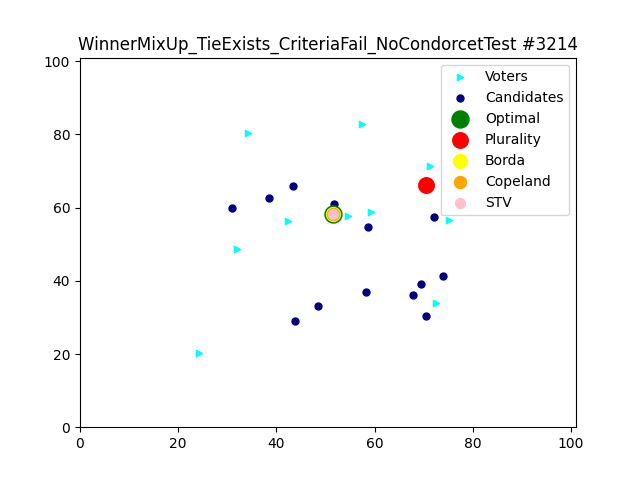 WinnerMixUp_TieExists_CriteriaFail_NoCondorcetTest #3214
100
80
60
40
20
0
0 20 40 60 80 100
Voters
Candidates
Optimal
Plurality
Borda
Copeland
STV